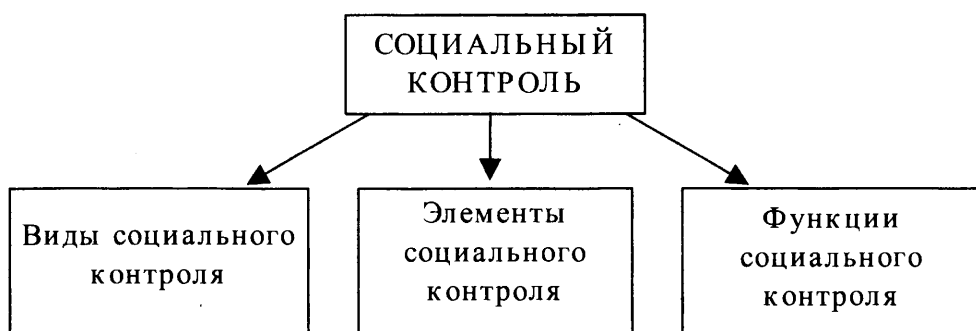 СОЦИАЛЬНЫЙ
КОНТРОЛЬ
Виды социального
контроля
Элементы
социального
контроля
Функции
социального
контроля